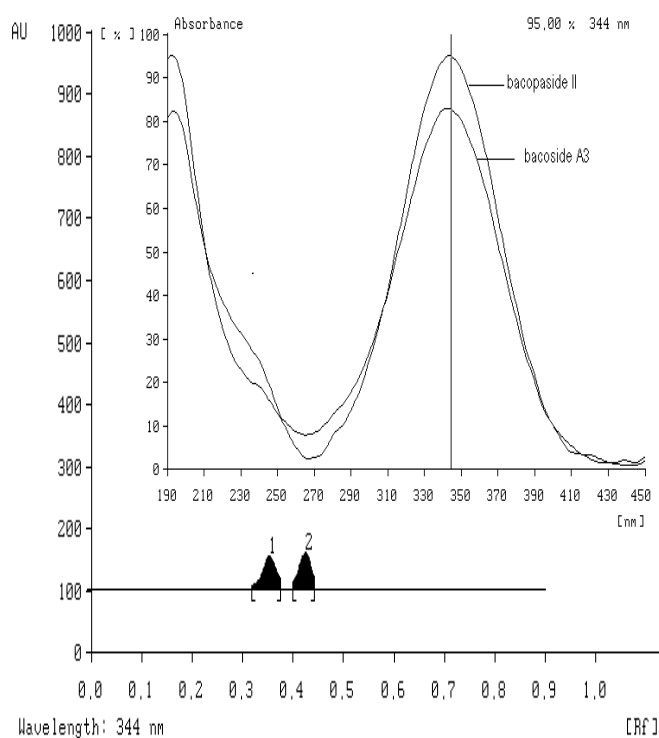 AU
1000
900
800
700
600
500
400
300
200
100
0
[ % ]
100
90
80
70
60
50
40
30
20
10
0
Absorbance
95,00 % 344 nm
bacopaside II
bacoside A3
190 210 230 250 270 290 310 330 350 370 390 410 430 450
[nm]
1 2
0,0 0,1 0,2 0,3 0,4 0,5 0,6 0,7 0,8 0,9 1,0
Wavelength: 344 nm
[Rf]